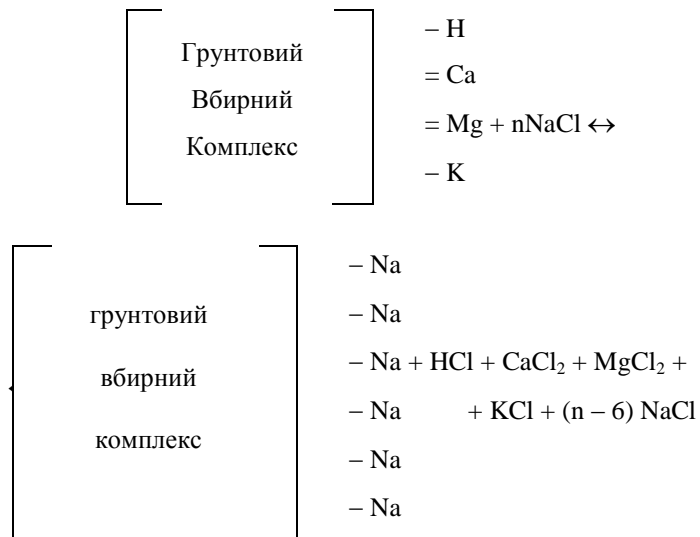 Грунтовий
Вбирний
Комплекс
– H
= Ca
= Mg + nNaCl ↔
– K
грунтовий
вбирний
комплекс
– Na
– Na
– Na + HCl + CaCl₂ + MgCl₂ +
– Na + KCl + (n – 6) NaCl
– Na
– Na